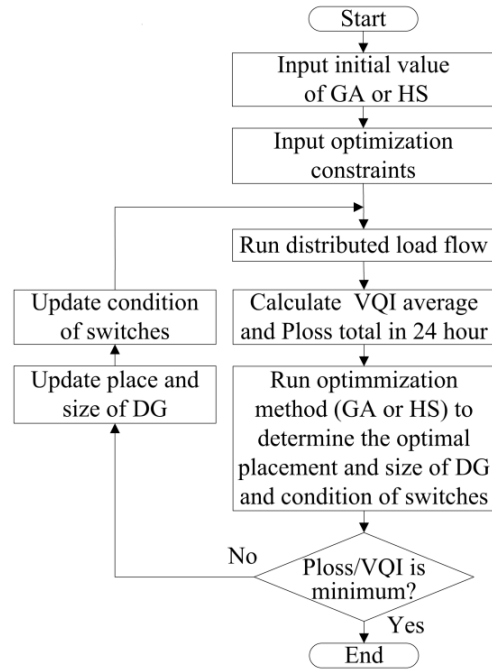 Start
Input initial value
of GA or HS
Input optimization
constraints
Run distributed load flow
Update condition
of switches
Calculate VQI average
and Ploss total in 24 hour
Update place and
size of DG
Run optimmization
method (GA or HS) to
determine the optimal
placement and size of DG
and condition of switches
No
Ploss/VQI is
minimum?
Yes
End